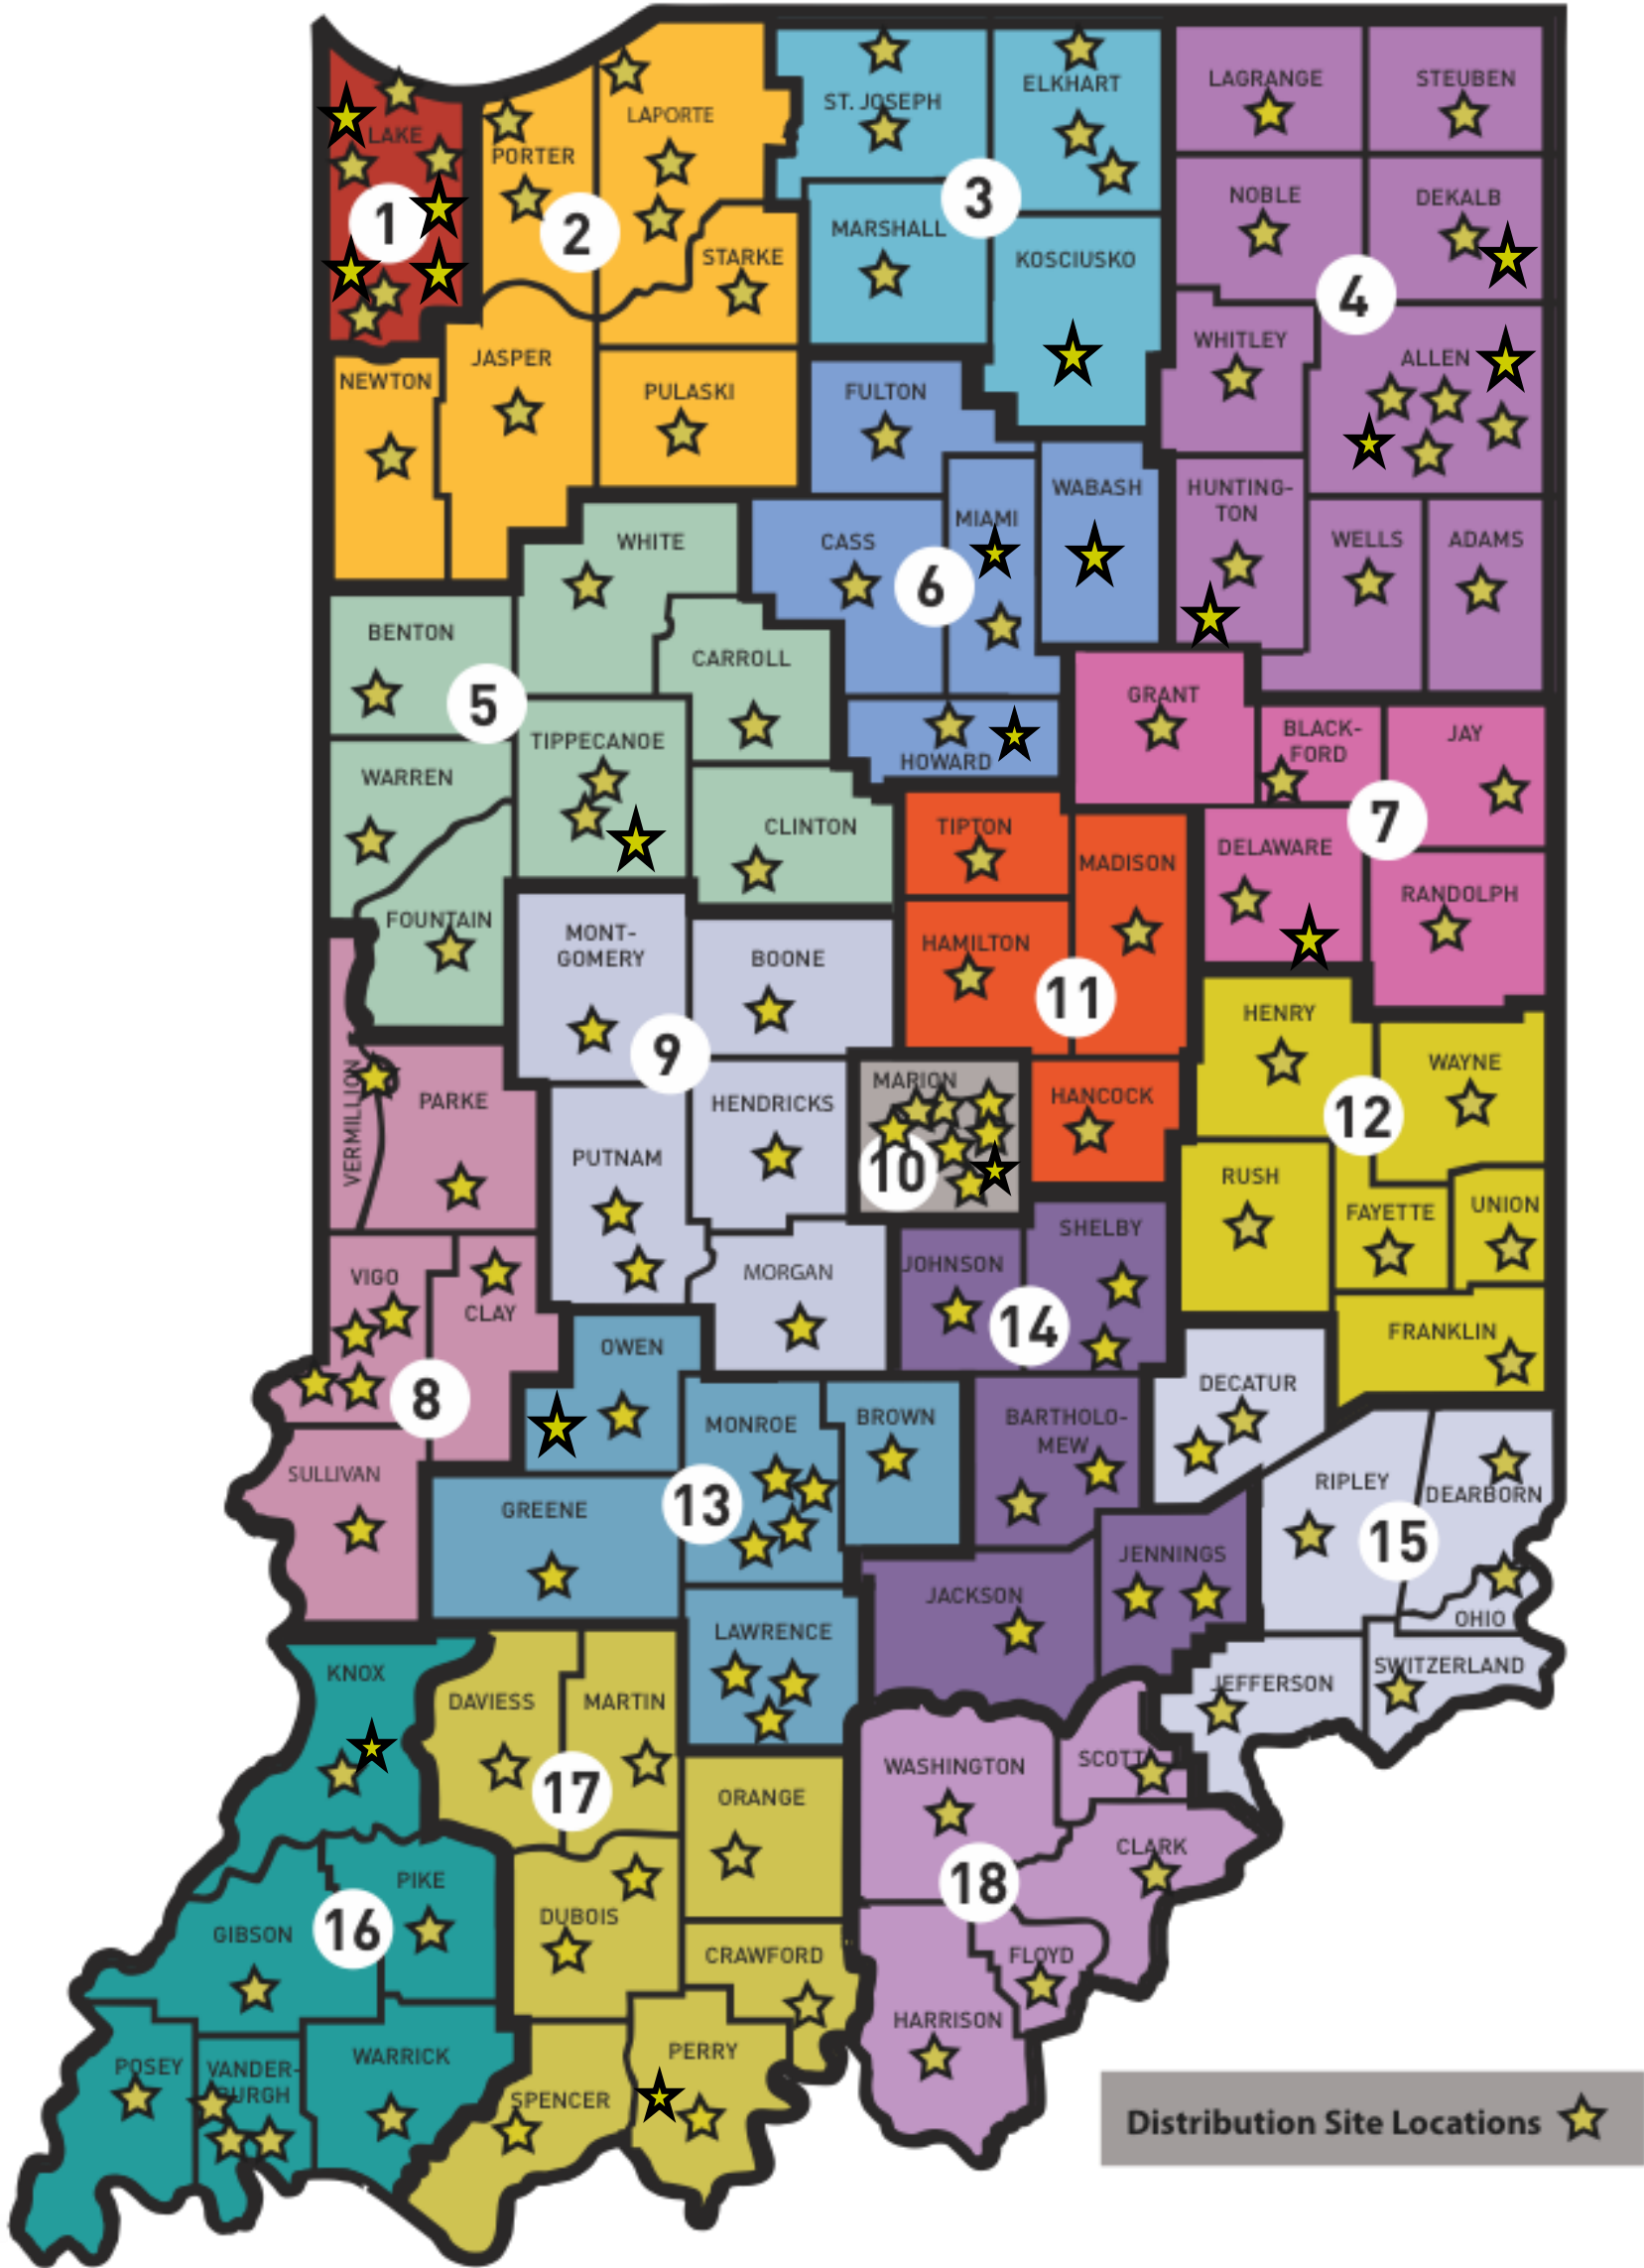 LAGRANGE
STEUBEN
ST. JOSEPH
ELKHART
LAPORTE
LAKE
PORTER
1
2
3
NOBLE
DEKALB
MARSHALL
KOSCIUSKO
STARKE
4
WHITLEY
ALLEN
JASPER
NEWTON
PULASKI
FULTON
WABASH
HUNTING-
TON
MIAMI
WHITE
CASS
WELLS
ADAMS
6
BENTON
CARROLL
5
GRANT
TIPPECANOE
BLACK-
FORD
JAY
HOWARD
WARREN
7
CLINTON
TIPTON
MADISON
DELAWARE
RANDOLPH
FOUNTAIN
MONT-
GOMERY
BOONE
HAMILTON
11
HENRY
9
WAYNE
MARION
VERMILLION
PARKE
HENDRICKS
HANCOCK
12
PUTNAM
10
RUSH
FAYETTE
UNION
SHELBY
JOHNSON
VIGO
CLAY
MORGAN
14
FRANKLIN
OWEN
DECATUR
8
MONROE
BROWN
BARTHOLO-
MEW
SULLIVAN
RIPLEY
DEARBORN
GREENE
13
15
JENNINGS
JACKSON
OHIO
LAWRENCE
KNOX
SWITZERLAND
JEFFERSON
DAVIESS
MARTIN
WASHINGTON
SCOTT
17
ORANGE
CLARK
PIKE
18
DUBOIS
16
GIBSON
CRAWFORD
FLOYD
HARRISON
PERRY
WARRICK
POSEY
VANDER-
BURGH
SPENCER
Distribution Site Locations